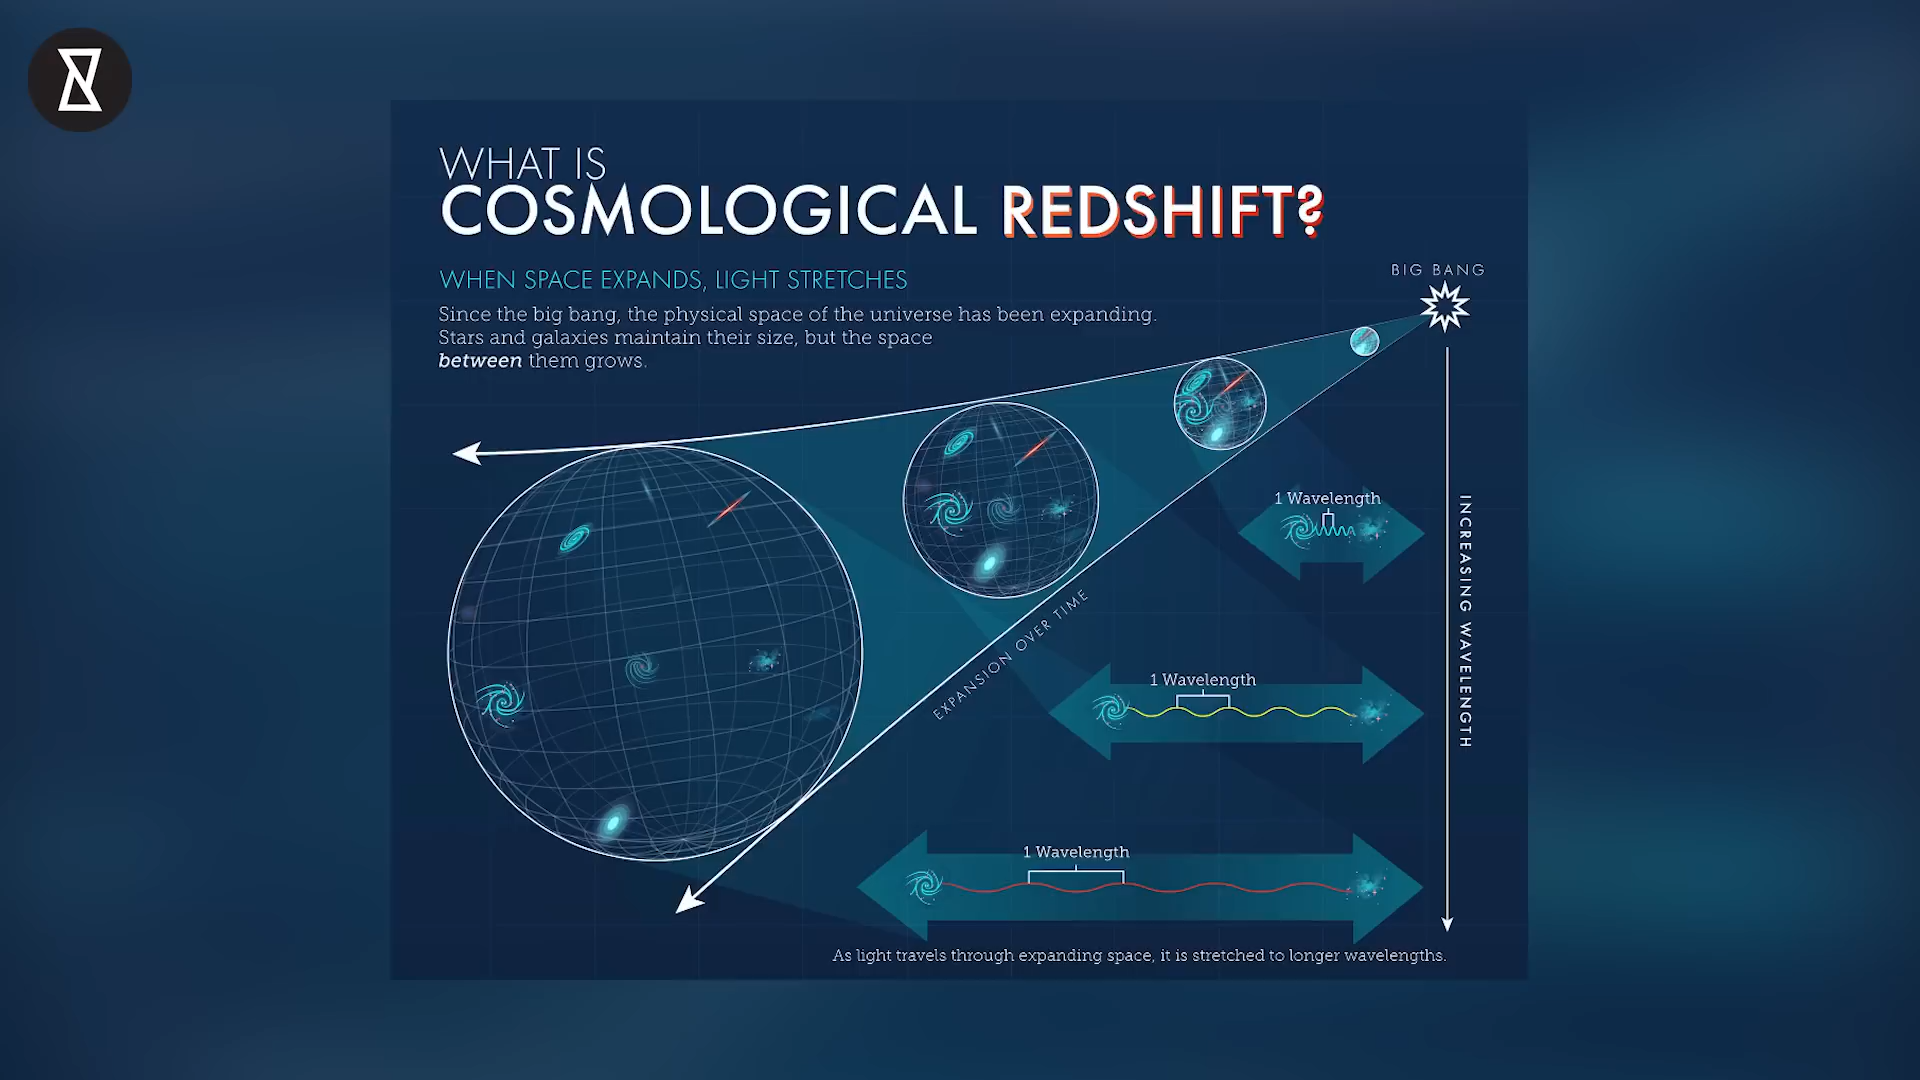 WHAT IS
COSMOLOGICAL REDSHIFT?
WHEN SPACE EXPANDS, LIGHT STRETCHES
Since the big bang, the physical space of the universe has been expanding.
Stars and galaxies maintain their size, but the space
between them grows.
BIG BANG
1 Wavelength
INCREASING WAVELENGTH
EXPANSION OVER TIME
1 Wavelength
1 Wavelength
As light travels through expanding space, it is stretched to longer wavelengths.